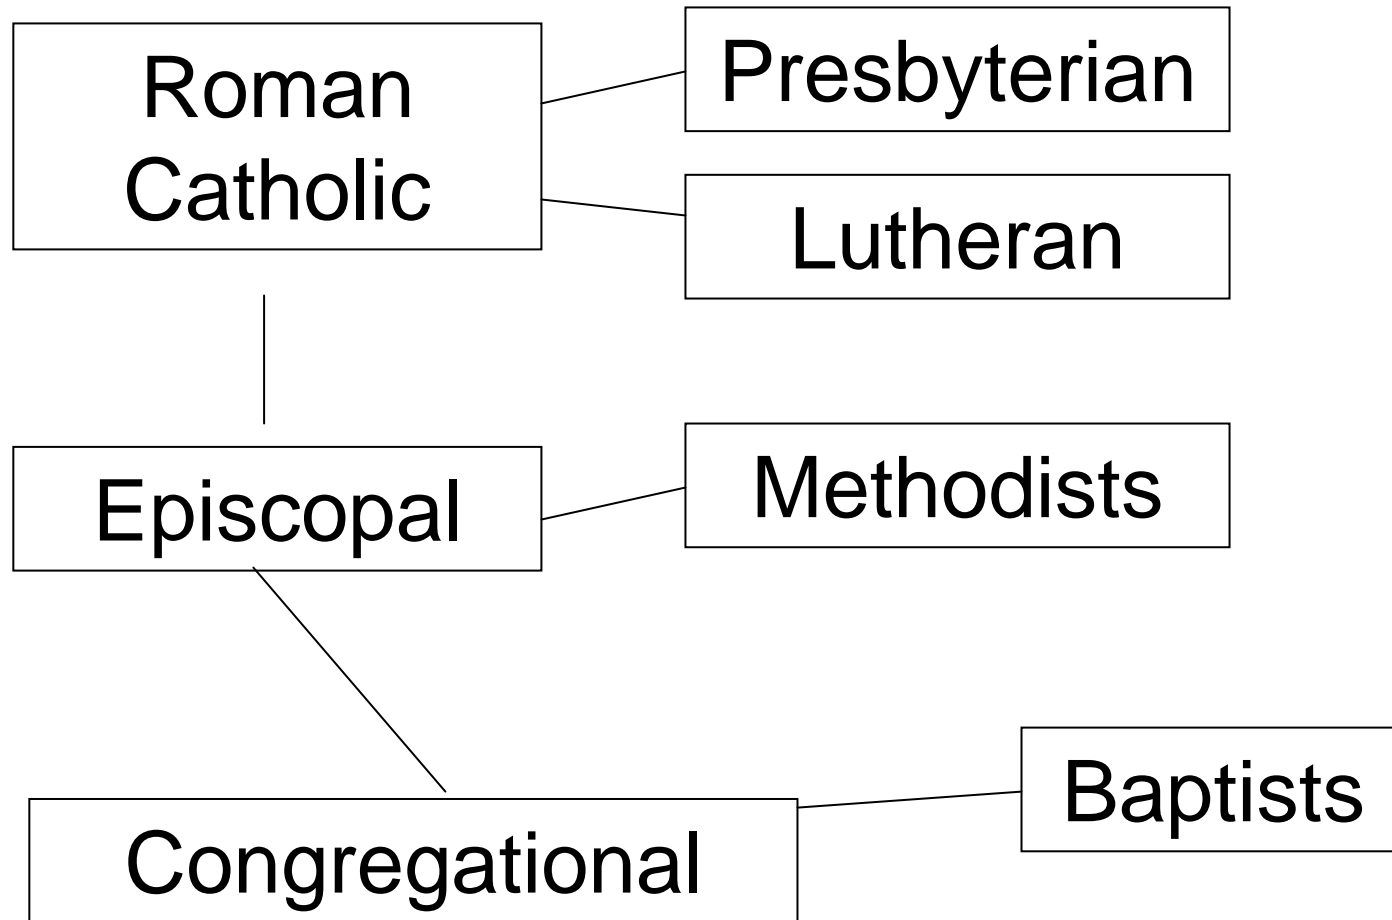 Roman
Catholic
Presbyterian
Lutheran
Episcopal
Methodists
Baptists
Congregational